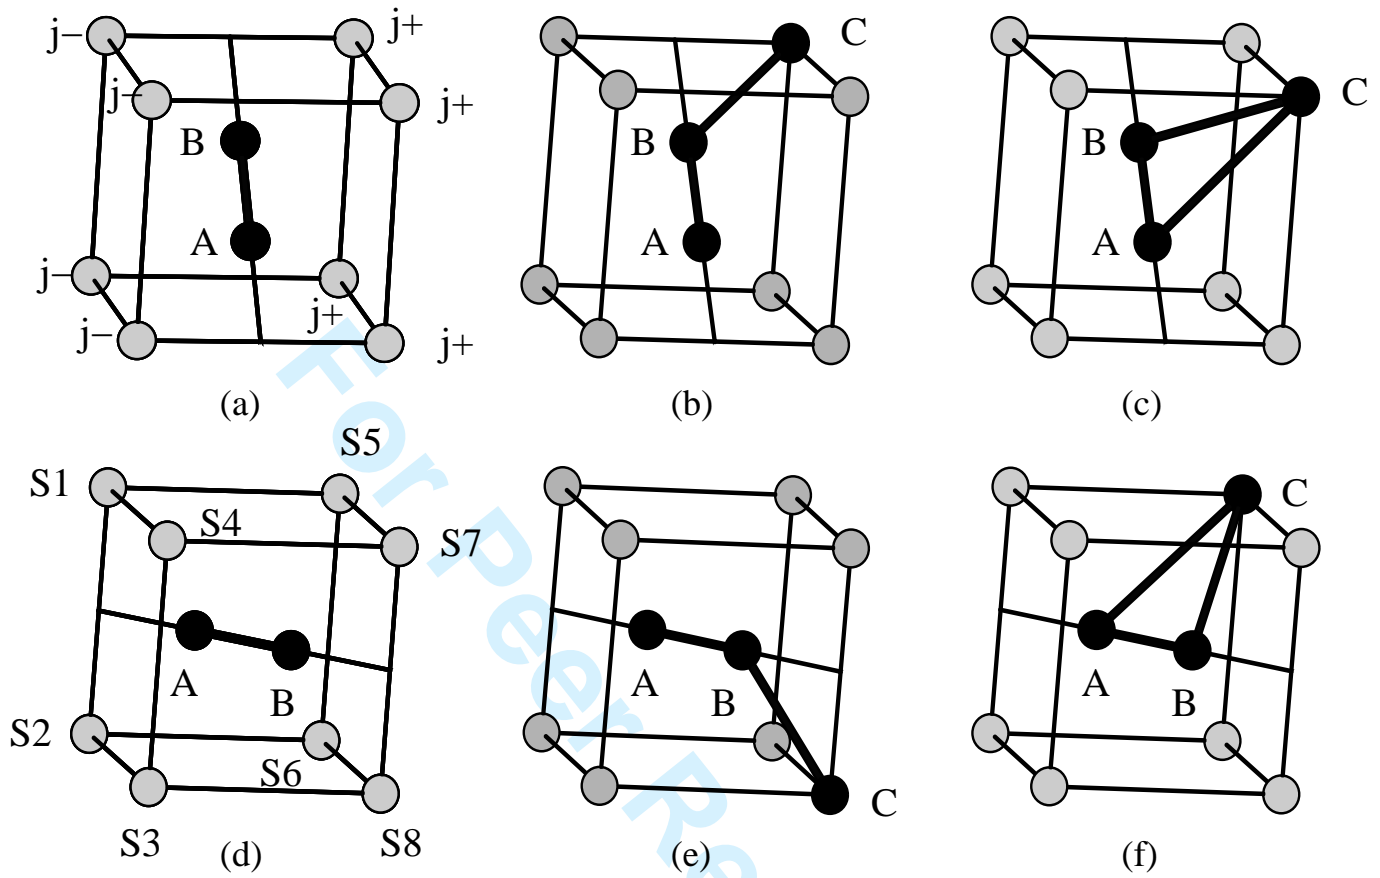 j−
j+
C
j−
j+
C
B
B
B
A
A
A
j−
j+
j−
j+
(a)
(b)
(c)
S1
S5
C
S4
S7
A
B
A
B
A
B
S2
S6
C
S3
S8
(d)
(e)
(f)
For Peer Re